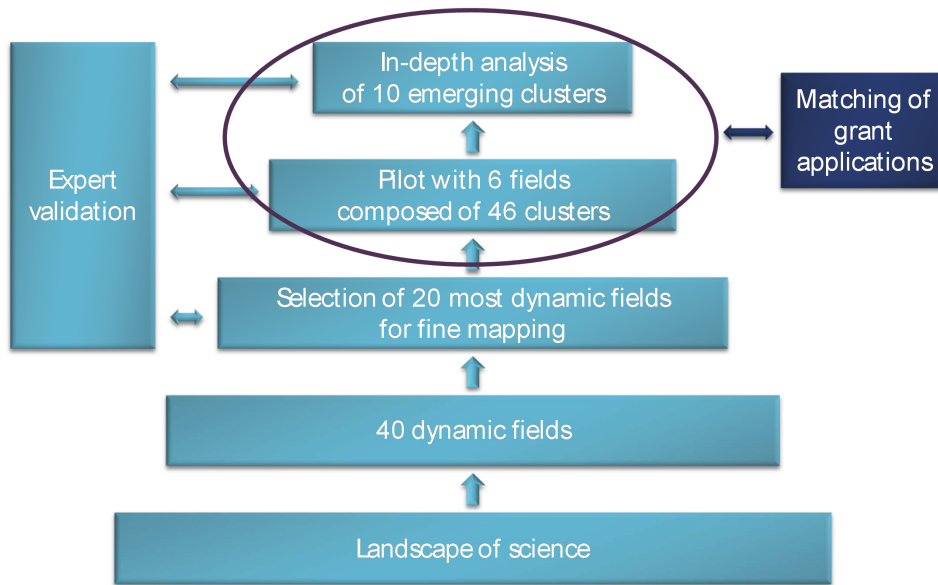 In-depth analysis
of 10 emerging clusters
Matching of
grant
applications
Expert
validation
Pilot with 6 fields
composed of 46 clusters
Selection of 20 most dynamic fields
for fine mapping
40 dynamic fields
Landscape of science